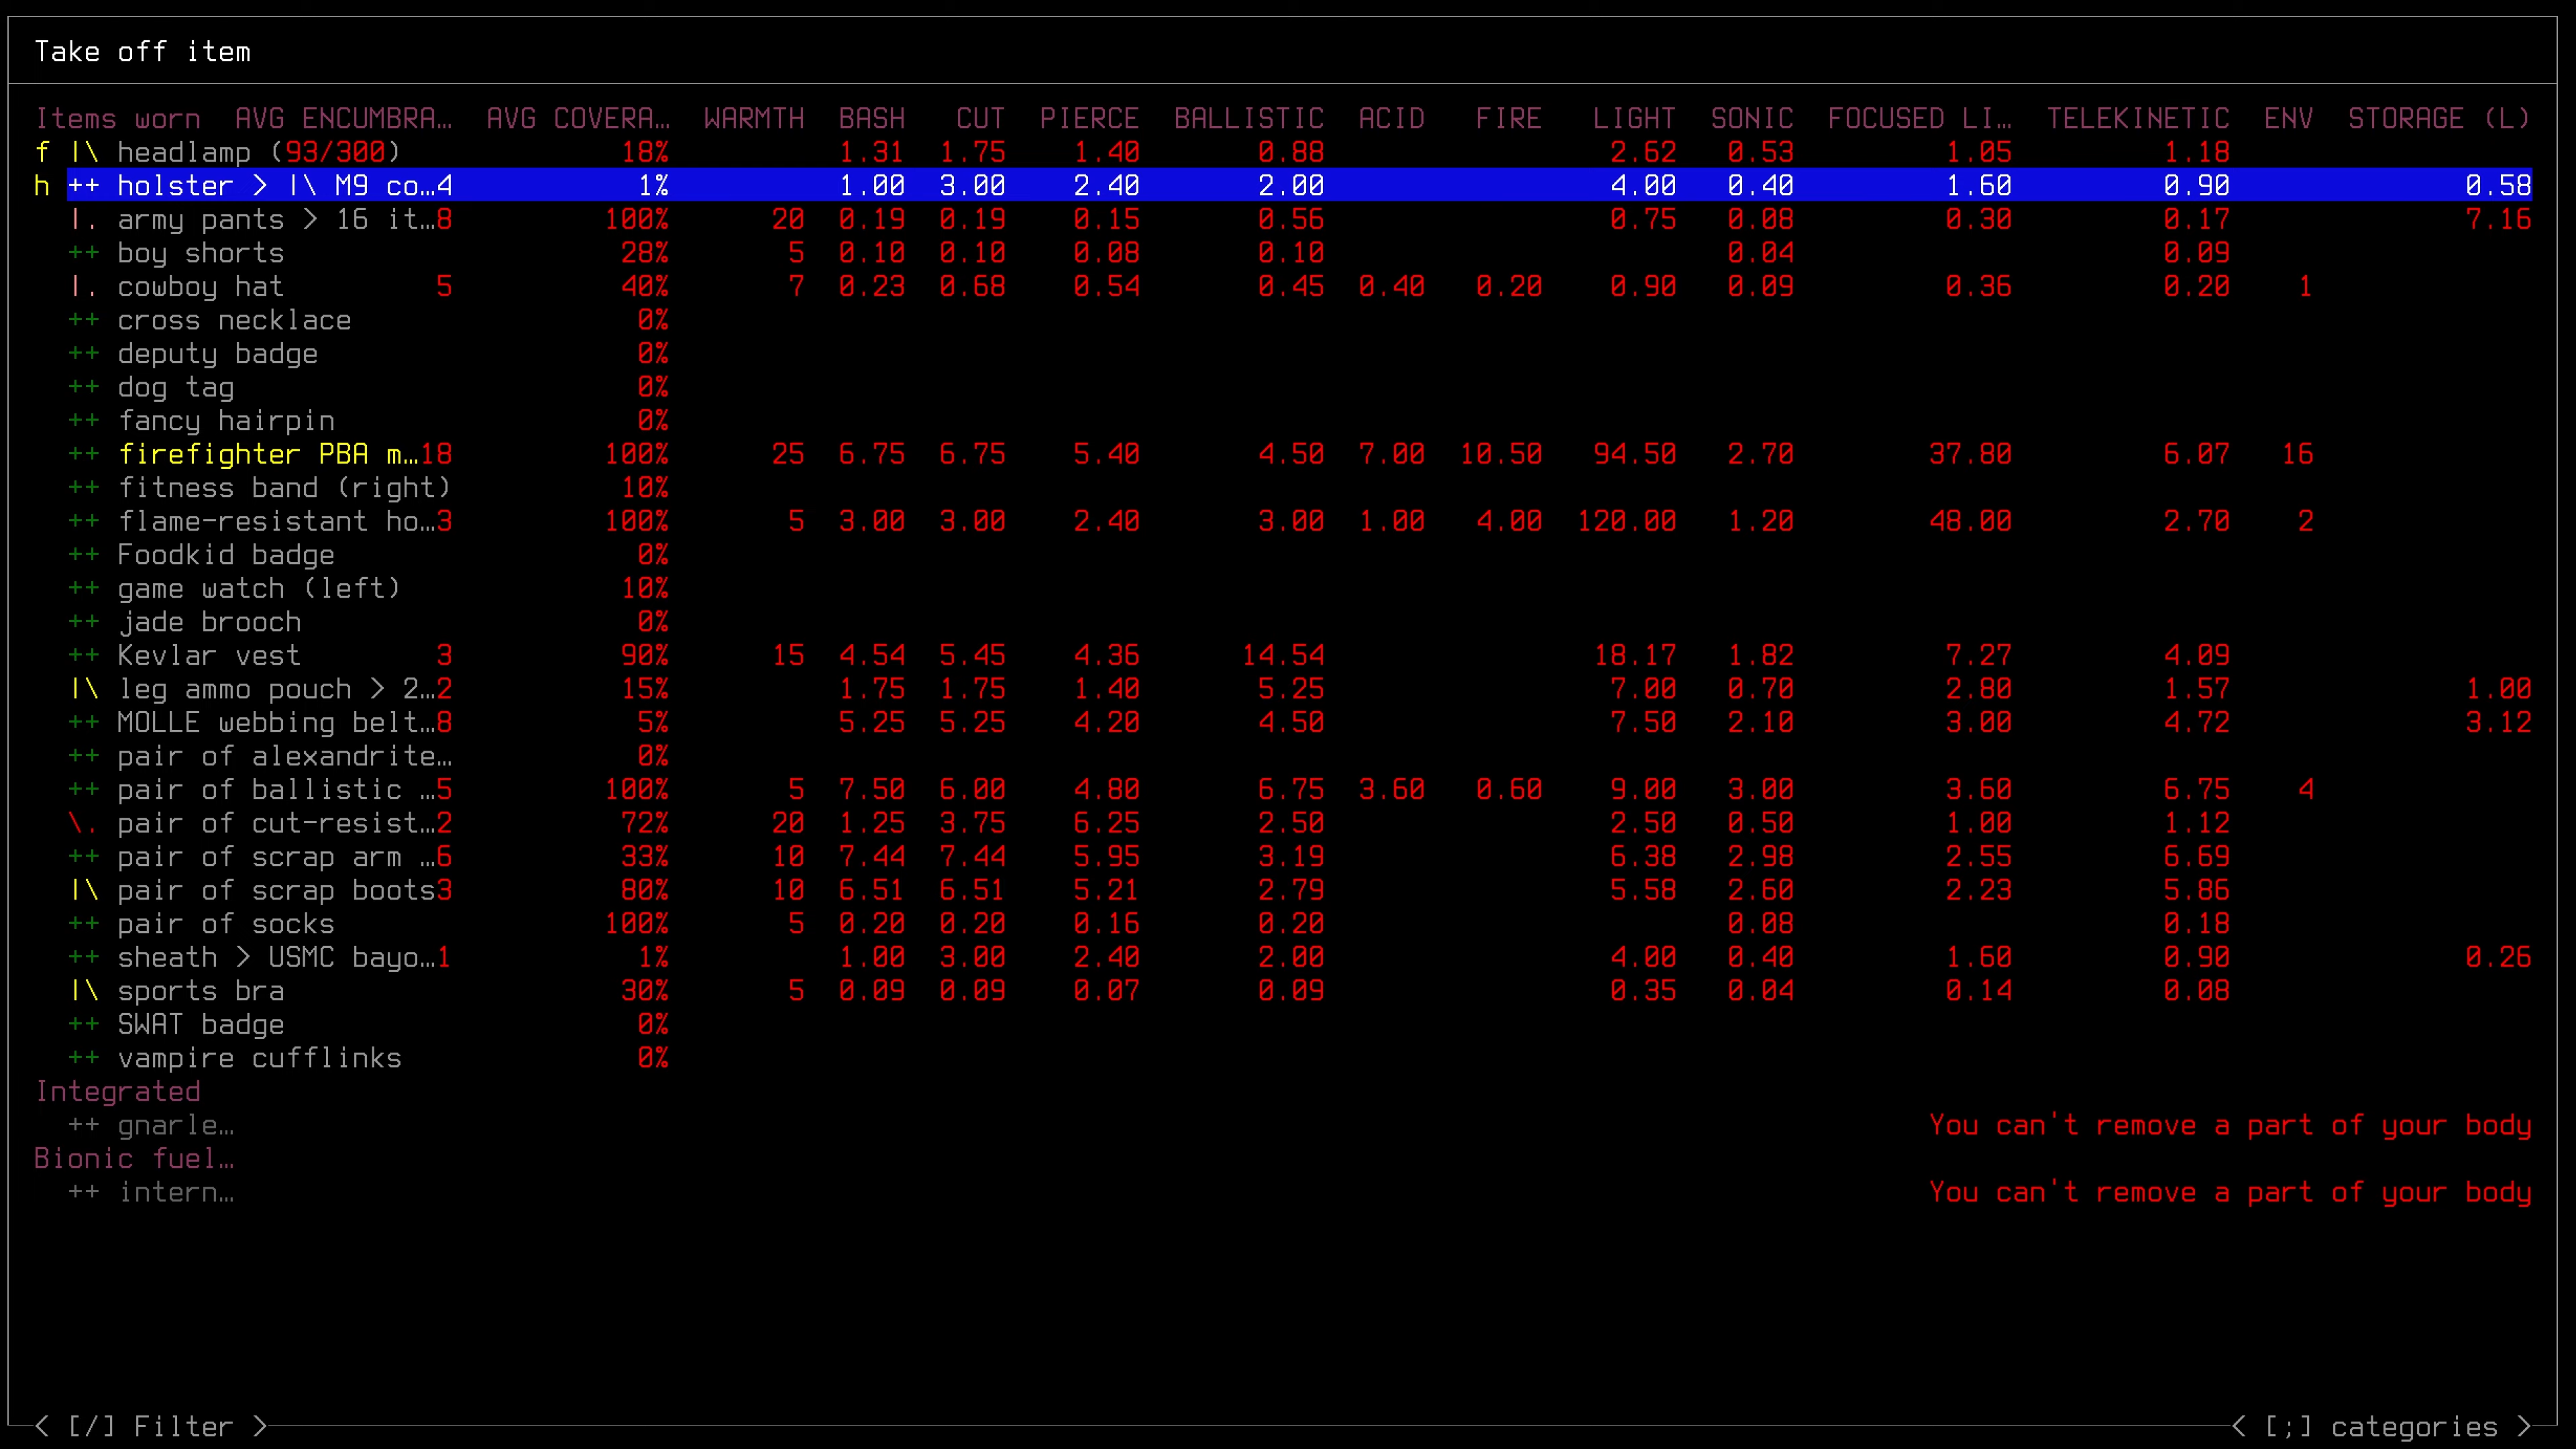 Take off item
Items worn AVG ENCUMBRA… AVG COVERA… WARMTH BASH CUT PIERCE BALLISTIC ACID FIRE LIGHT SONIC FOCUSED LI… TELEKINETIC ENV STORAGE (L)
f |\ headlamp (93/300) 18% 1.31 1.75 1.40 0.88 2.62 0.53 1.05 1.18
h ++ holster > |\ M9 co…4 1% 1.00 3.00 2.40 2.00 4.00 0.40 1.60 0.90 0.58
|. army pants > 16 it…8 100% 20 0.19 0.19 0.15 0.56 0.75 0.08 0.30 0.17 7.16
++ boy shorts 28% 5 0.10 0.10 0.08 0.10 0.04 0.09
|. cowboy hat 5 40% 7 0.23 0.68 0.54 0.45 0.40 0.20 0.90 0.09 0.36 0.20 1
++ cross necklace 0%
++ deputy badge 0%
++ dog tag 0%
++ fancy hairpin 0%
++ firefighter PBA m…18 100% 25 6.75 6.75 5.40 4.50 7.00 10.50 94.50 2.70 37.80 6.07 16
++ fitness band (right) 10%
++ flame-resistant ho…3 100% 5 3.00 3.00 2.40 3.00 1.00 4.00 120.00 1.20 48.00 2.70 2
++ Foodkid badge 0%
++ game watch (left) 10%
++ jade brooch 0%
++ Kevlar vest 3 90% 15 4.54 5.45 4.36 14.54 18.17 1.82 7.27 4.09
|\ leg ammo pouch > 2…2 15% 1.75 1.75 1.40 5.25 7.00 0.70 2.80 1.57 1.00
++ MOLLE webbing belt…8 5% 5.25 5.25 4.20 4.50 7.50 2.10 3.00 4.72 3.12
++ pair of alexandrite… 0%
++ pair of ballistic …5 100% 5 7.50 6.00 4.80 6.75 3.60 0.60 9.00 3.00 3.60 6.75 4
\. pair of cut-resist…2 72% 20 1.25 3.75 6.25 2.50 2.50 0.50 1.00 1.12
++ pair of scrap arm …6 33% 10 7.44 7.44 5.95 3.19 6.38 2.98 2.55 6.69
|\ pair of scrap boots3 80% 10 6.51 6.51 5.21 2.79 5.58 2.60 2.23 5.86
++ pair of socks 100% 5 0.20 0.20 0.16 0.20 0.08 0.18
++ sheath > USMC bayo…1 1% 1.00 3.00 2.40 2.00 4.00 0.40 1.60 0.90 0.26
|\ sports bra 30% 5 0.09 0.09 0.07 0.09 0.35 0.04 0.14 0.08
++ SWAT badge 0%
++ vampire cufflinks 0%
Integrated
++ gnarle… You can't remove a part of your body
Bionic fuel…
++ intern… You can't remove a part of your body
< [/] Filter > < [;] categories >